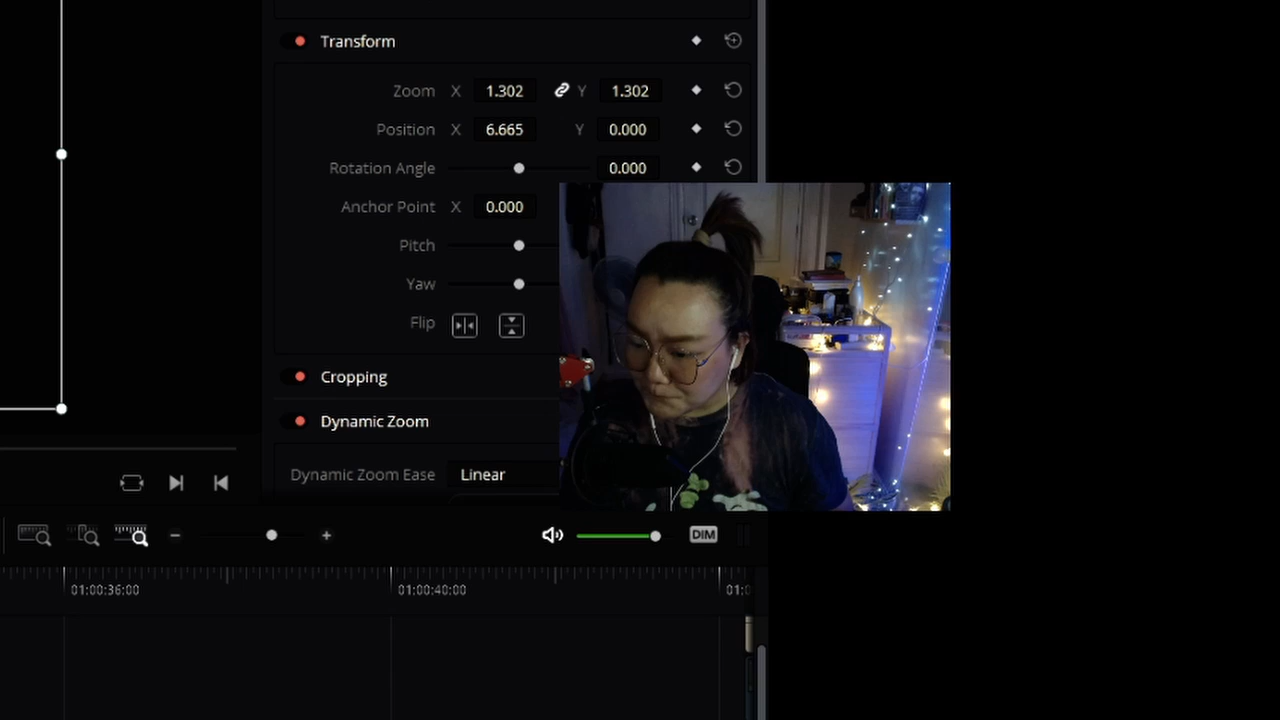 Transform
Zoom X 1.302 Y 1.302
Position X 6.665 Y 0.000
Rotation Angle 0.000
Anchor Point X 0.000
Pitch
Yaw
Flip
Cropping
Dynamic Zoom
Dynamic Zoom Ease Linear
DIM
01:00:36:00 01:00:40:00